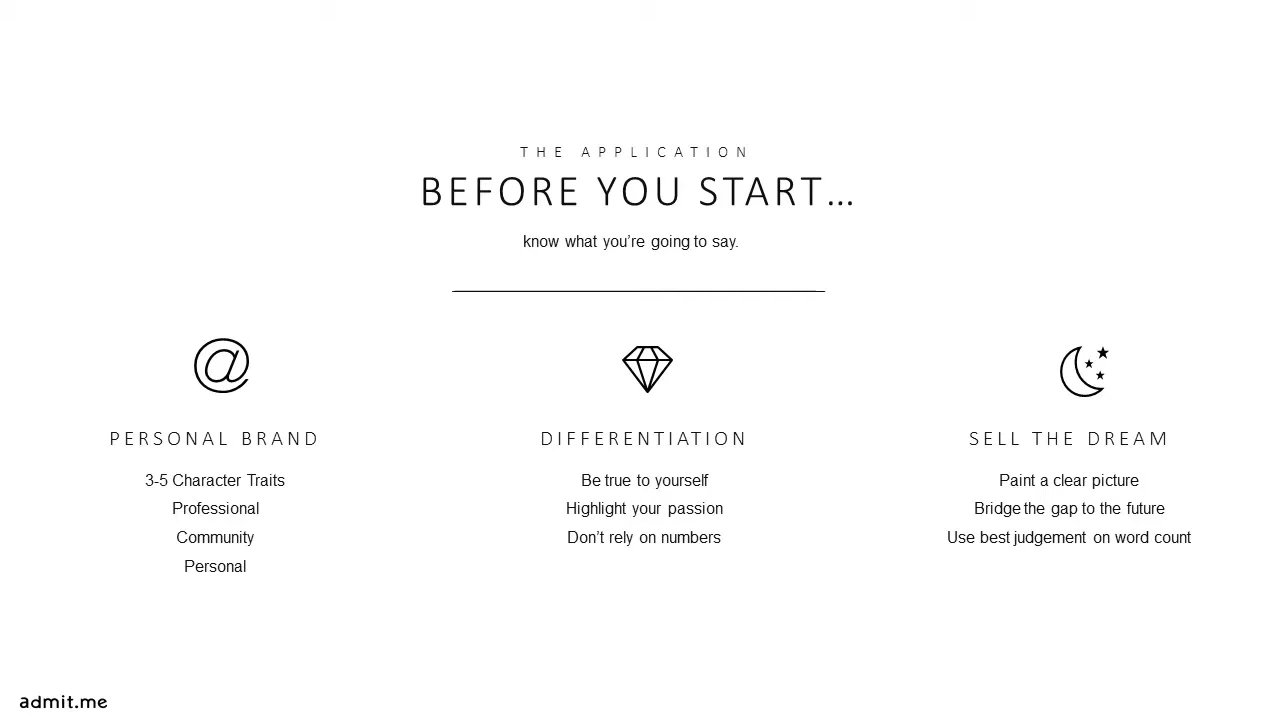 THE APPLICATION
BEFORE YOU START...
know what you’re going to say.
@
PERSONAL BRAND
3-5 Character Traits
Professional
Community
Personal
DIFFERENTIATION
Be true to yourself
Highlight your passion
Don’t rely on numbers
SELL THE DREAM
Paint a clear picture
Bridge the gap to the future
Use best judgement on word count
admit.me